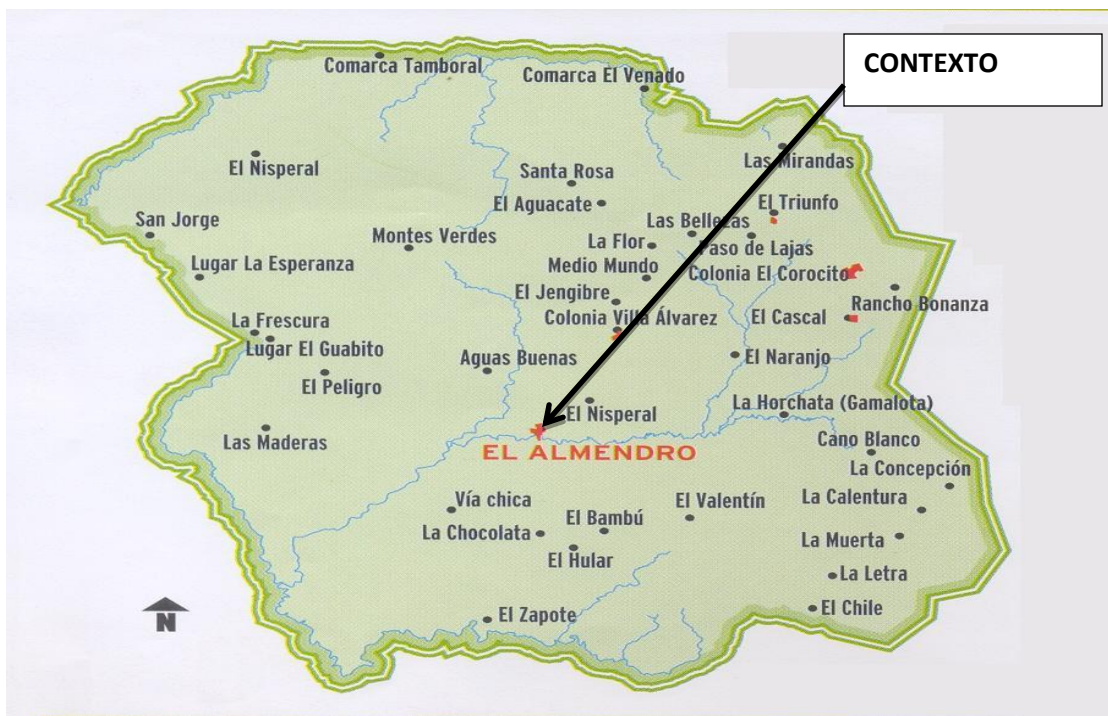 CONTEXTO
Comarca Tamboral
Comarca El Venado
Las Mirandas
El Nisperal
Santa Rosa
El Aguacate
El Triunfo
San Jorge
Las Bellezas
Montes Verdes
La Flor
Paso de Lajas
Lugar La Esperanza
Medio Mundo
Colonia El Corocito
El Jengibre
Rancho Bonanza
La Frescura
Colonia Villa Álvarez
El Cascal
Lugar El Guabito
Aguas Buenas
El Naranjo
El Peligro
El Nisperal
La Horchata (Gamalota)
Las Maderas
Cano Blanco
EL ALMENDRO
La Concepción
Vía chica
El Valentín
La Calentura
La Chocolata
El Bambú
La Muerta
El Hular
La Letra
El Zapote
El Chile
N